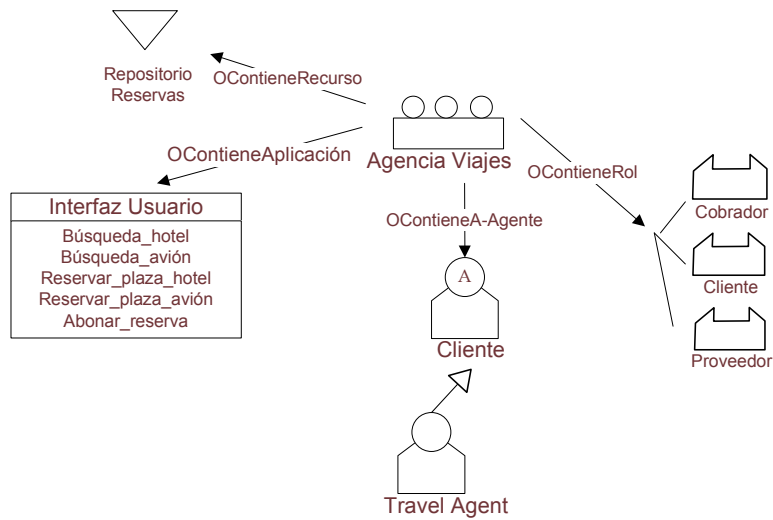 Repositorio
Reservas
OContieneRecurso
OContieneAplicación
Agencia Viajes
OContieneRol
Cobrador
Interfaz Usuario
Búsqueda_hotel
Búsqueda_avión
Reservar_plaza_hotel
Reservar_plaza_avión
Abonar_reserva
OContieneA-Agente
A
Cliente
Cliente
Proveedor
Travel Agent